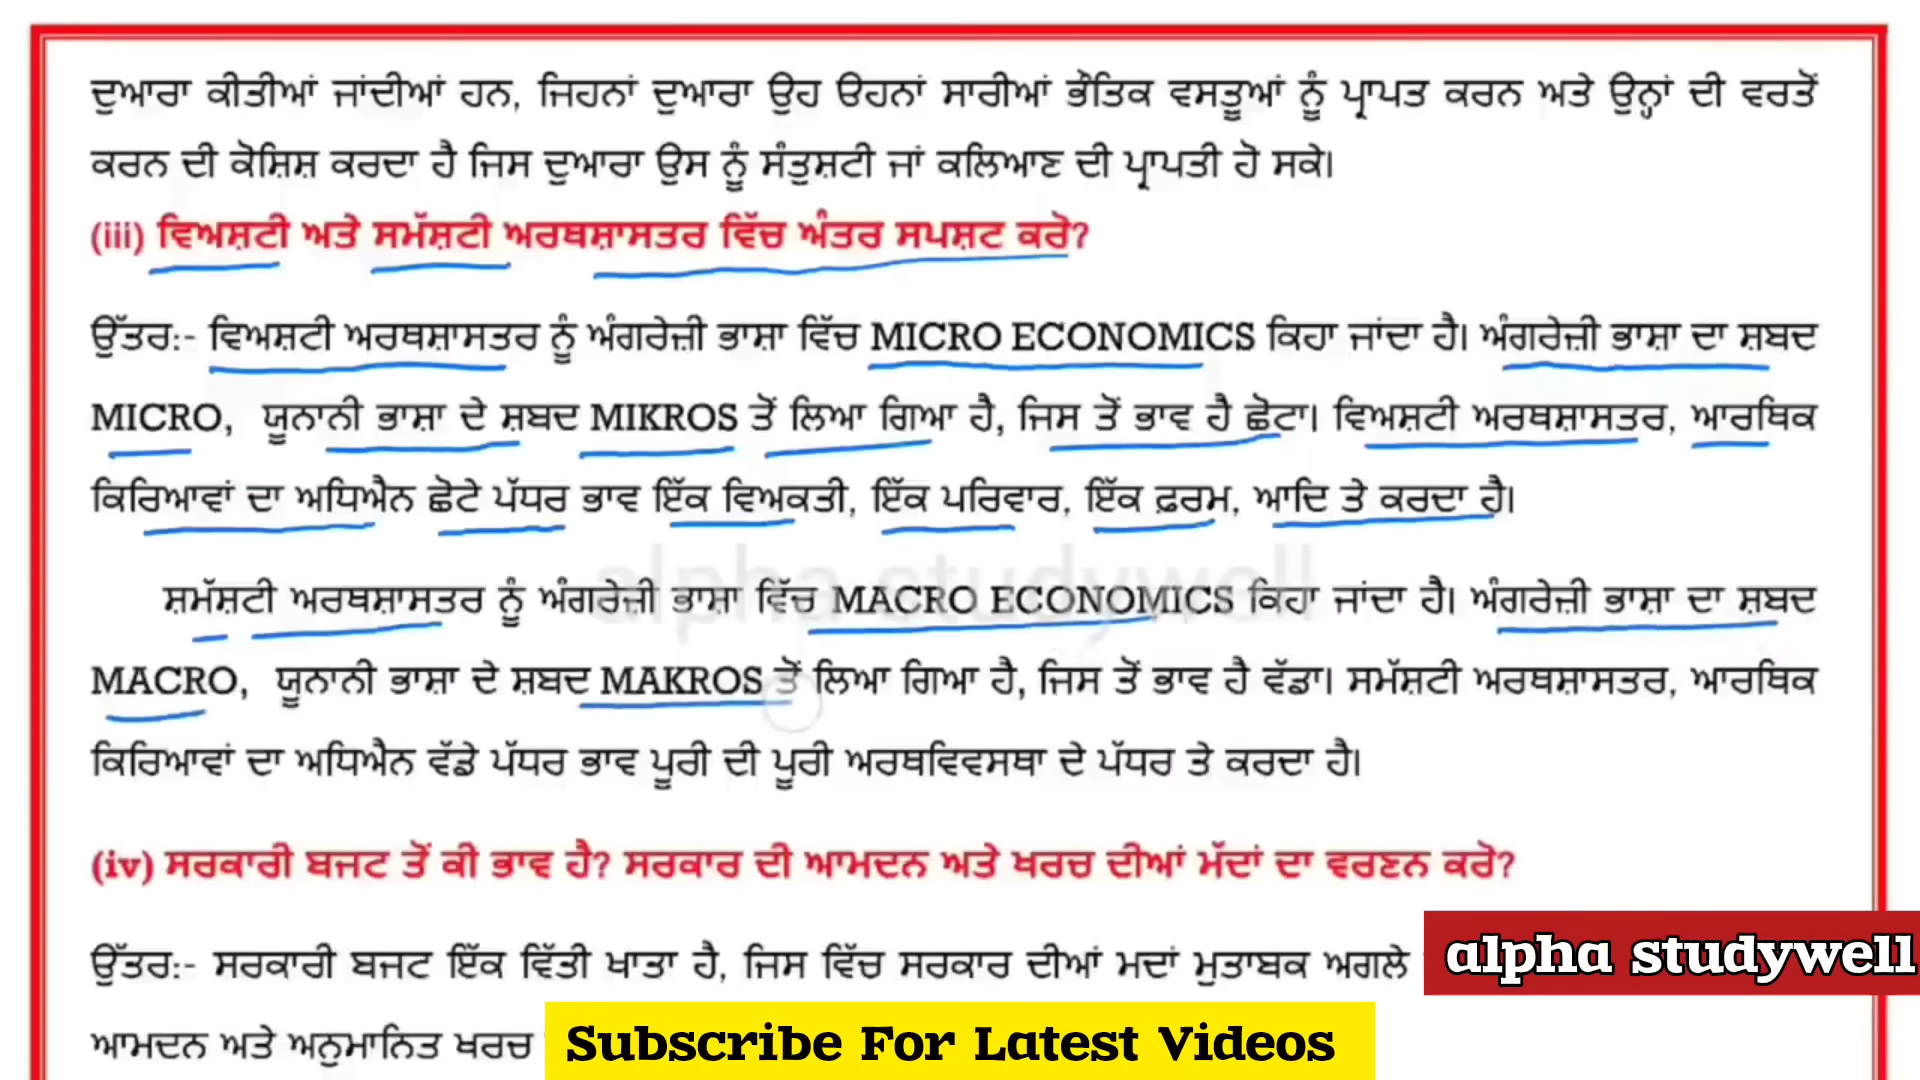 ਦੁਆਰਾ ਕੀਤੀਆਂ ਜਾਂਦੀਆਂ ਹਨ, ਜਿਹਨਾਂ ਦੁਆਰਾ ਉਹ ੳਹਨਾਂ ਸਾਰੀਆਂ ਭੌਤਿਕ ਵਸਤੂਆਂ ਨੂੰ ਪ੍ਰਾਪਤ ਕਰਨ ਅਤੇ ਉਨ੍ਹਾਂ ਦੀ ਵਰਤੋਂ
ਕਰਨ ਦੀ ਕੋਸ਼ਿਸ਼ ਕਰਦਾ ਹੈ ਜਿਸ ਦੁਆਰਾ ਉਸ ਨੂੰ ਸੰਤੁਸ਼ਟੀ ਜਾਂ ਕਲਿਆਣ ਦੀ ਪ੍ਰਾਪਤੀ ਹੋ ਸਕੇ।
(iii) ਵਿਅਸ਼ਟੀ ਅਤੇ ਸਮੱਸ਼ਟੀ ਅਰਥਸ਼ਾਸਤਰ ਵਿੱਚ ਅੰਤਰ ਸਪਸ਼ਟ ਕਰੋ?
ਉੱਤਰ:- ਵਿਅਸ਼ਟੀ ਅਰਥਸ਼ਾਸਤਰ ਨੂੰ ਅੰਗਰੇਜ਼ੀ ਭਾਸ਼ਾ ਵਿੱਚ MICRO ECONOMICS ਕਿਹਾ ਜਾਂਦਾ ਹੈ। ਅੰਗਰੇਜ਼ੀ ਭਾਸ਼ਾ ਦਾ ਸ਼ਬਦ
MICRO, ਯੂਨਾਨੀ ਭਾਸ਼ਾ ਦੇ ਸ਼ਬਦ MIKROS ਤੋਂ ਲਿਆ ਗਿਆ ਹੈ, ਜਿਸ ਤੋਂ ਭਾਵ ਹੈ ਛੋਟਾ। ਵਿਅਸ਼ਟੀ ਅਰਥਸ਼ਾਸਤਰ, ਆਰਥਿਕ
ਕਿਰਿਆਵਾਂ ਦਾ ਅਧਿਐਨ ਛੋਟੇ ਪੱਧਰ ਭਾਵ ਇੱਕ ਵਿਅਕਤੀ, ਇੱਕ ਪਰਿਵਾਰ, ਇੱਕ ਫ਼ਰਮ, ਆਦਿ ਤੇ ਕਰਦਾ ਹੈ।
alpha studywell
ਸ਼ਮੱਸ਼ਟੀ ਅਰਥਸ਼ਾਸਤਰ ਨੂੰ ਅੰਗਰੇਜ਼ੀ ਭਾਸ਼ਾ ਵਿੱਚ MACRO ECONOMICS ਕਿਹਾ ਜਾਂਦਾ ਹੈ। ਅੰਗਰੇਜ਼ੀ ਭਾਸ਼ਾ ਦਾ ਸ਼ਬਦ
MACRO, ਯੂਨਾਨੀ ਭਾਸ਼ਾ ਦੇ ਸ਼ਬਦ MAKROS ਤੋਂ ਲਿਆ ਗਿਆ ਹੈ, ਜਿਸ ਤੋਂ ਭਾਵ ਹੈ ਵੱਡਾ। ਸਮੱਸ਼ਟੀ ਅਰਥਸ਼ਾਸਤਰ, ਆਰਥਿਕ
ਕਿਰਿਆਵਾਂ ਦਾ ਅਧਿਐਨ ਵੱਡੇ ਪੱਧਰ ਭਾਵ ਪੂਰੀ ਦੀ ਪੂਰੀ ਅਰਥਵਿਵਸਥਾ ਦੇ ਪੱਧਰ ਤੇ ਕਰਦਾ ਹੈ।
(iv) ਸਰਕਾਰੀ ਬਜਟ ਤੋਂ ਕੀ ਭਾਵ ਹੈ? ਸਰਕਾਰ ਦੀ ਆਮਦਨ ਅਤੇ ਖਰਚ ਦੀਆਂ ਮੱਦਾਂ ਦਾ ਵਰਣਨ ਕਰੋ?
ਉੱਤਰ:- ਸਰਕਾਰੀ ਬਜਟ ਇੱਕ ਵਿੱਤੀ ਖਾਤਾ ਹੈ, ਜਿਸ ਵਿੱਚ ਸਰਕਾਰ ਦੀਆਂ ਮਦਾਂ ਮੁਤਾਬਕ ਅਗਲੇ
alpha studywell
ਆਮਦਨ ਅਤੇ ਅਨੁਮਾਨਿਤ ਖਰਚ
Subscribe For Latest Videos